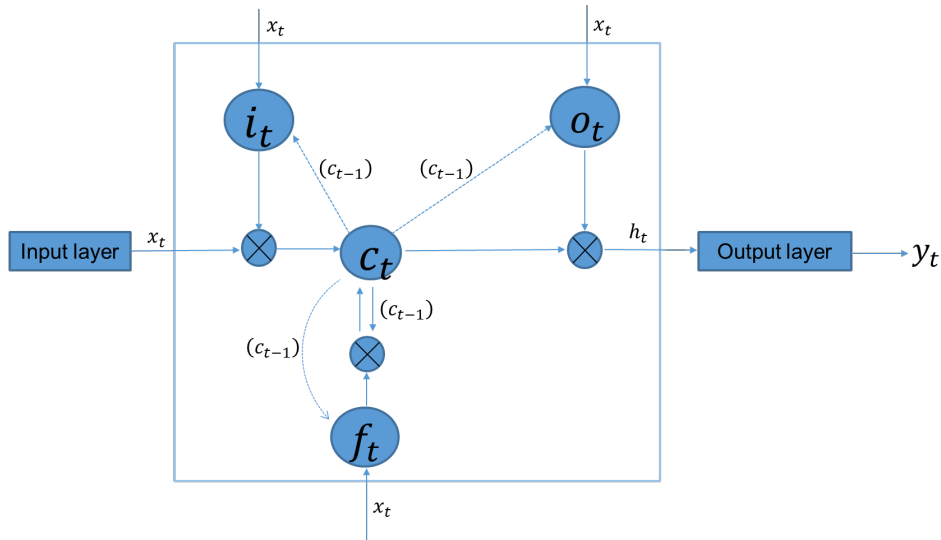 x_t x_t
i_t o_t
(c_{t-1}) (c_{t-1})
Input layer x_t c_t h_t Output layer y_t
(c_{t-1})
(c_{t-1})
f_t
x_t